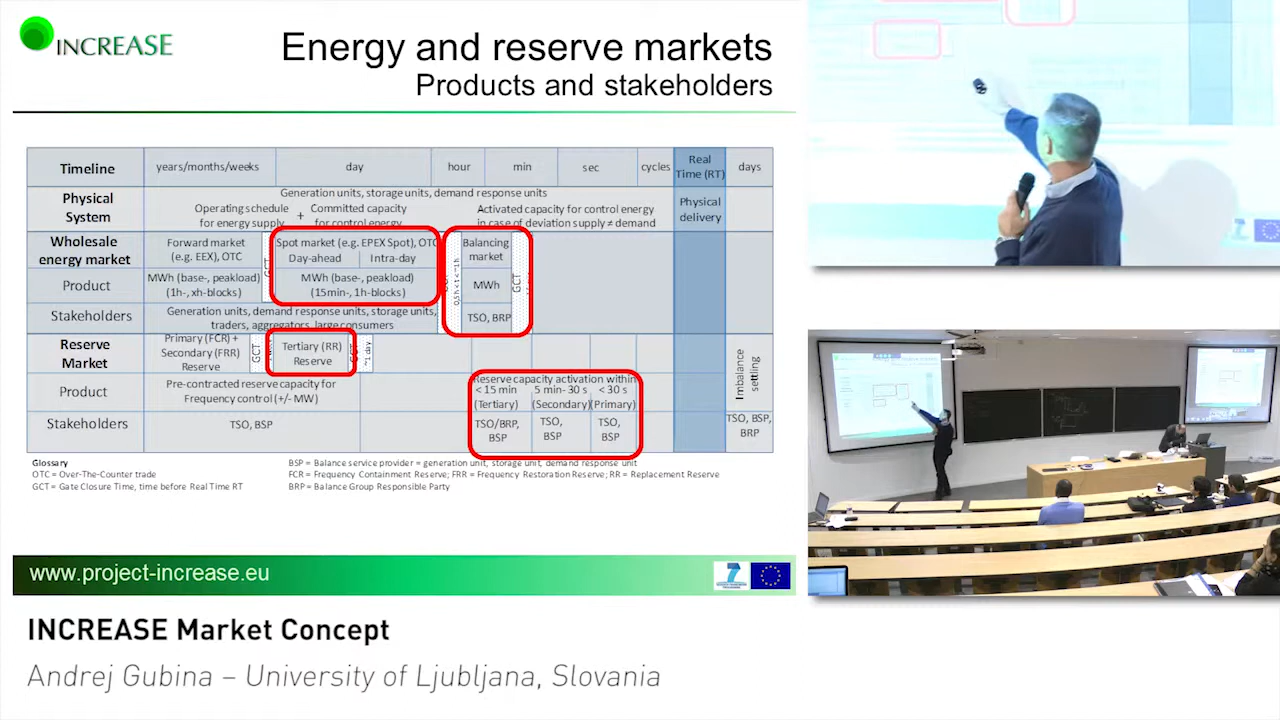 INCREASE
Energy and reserve markets
Products and stakeholders
Timeline
years/months/weeks
day
hour
min
sec
cycles
Real
Time (RT)
days
Physical
System
Generation units, storage units, demand response units
Operating schedule
for energy supply
+
Committed capacity
for control energy
Activated capacity for control energy
in case of deviation supply ≠ demand
Physical
delivery
Wholesale
energy market
Forward market
(e.g. EEX), OTC
GCT
Spot market (e.g. EPEX Spot), OTC
Day-ahead
Intra-day
Balancing
market
Product
MWh (base-, peakload)
(1h-, xh-blocks)
MWh (base-, peakload)
(15min-, 1h-blocks)
0,5h < t < ~1h
MWh
GCT
Stakeholders
Generation units, demand response units, storage units,
traders, aggregators, large consumers
TSO, BRP
Reserve
Market
Primary (FCR) +
Secondary (FRR)
Reserve
GCT
Tertiary (RR)
Reserve
~1 day
Imbalance
settling
Product
Pre-contracted reserve capacity for
Frequency control (+/- MW)
Reserve capacity activation within
< 15 min
(Tertiary)
5 min- 30 s
(Secondary)
< 30 s
(Primary)
Stakeholders
TSO, BSP
TSO/BRP,
BSP
TSO,
BSP
TSO,
BSP
TSO, BSP,
BRP
Glossary
OTC = Over-The-Counter trade
GCT = Gate Closure Time, time before Real Time RT
BSP = Balance service provider = generation unit, storage unit, demand response unit
FCR = Frequency Containment Reserve; FRR = Frequency Restoration Reserve; RR = Replacement Reserve
BRP = Balance Group Responsible Party
www.project-increase.eu
INCREASE Market Concept
Andrej Gubina – University of Ljubljana, Slovenia